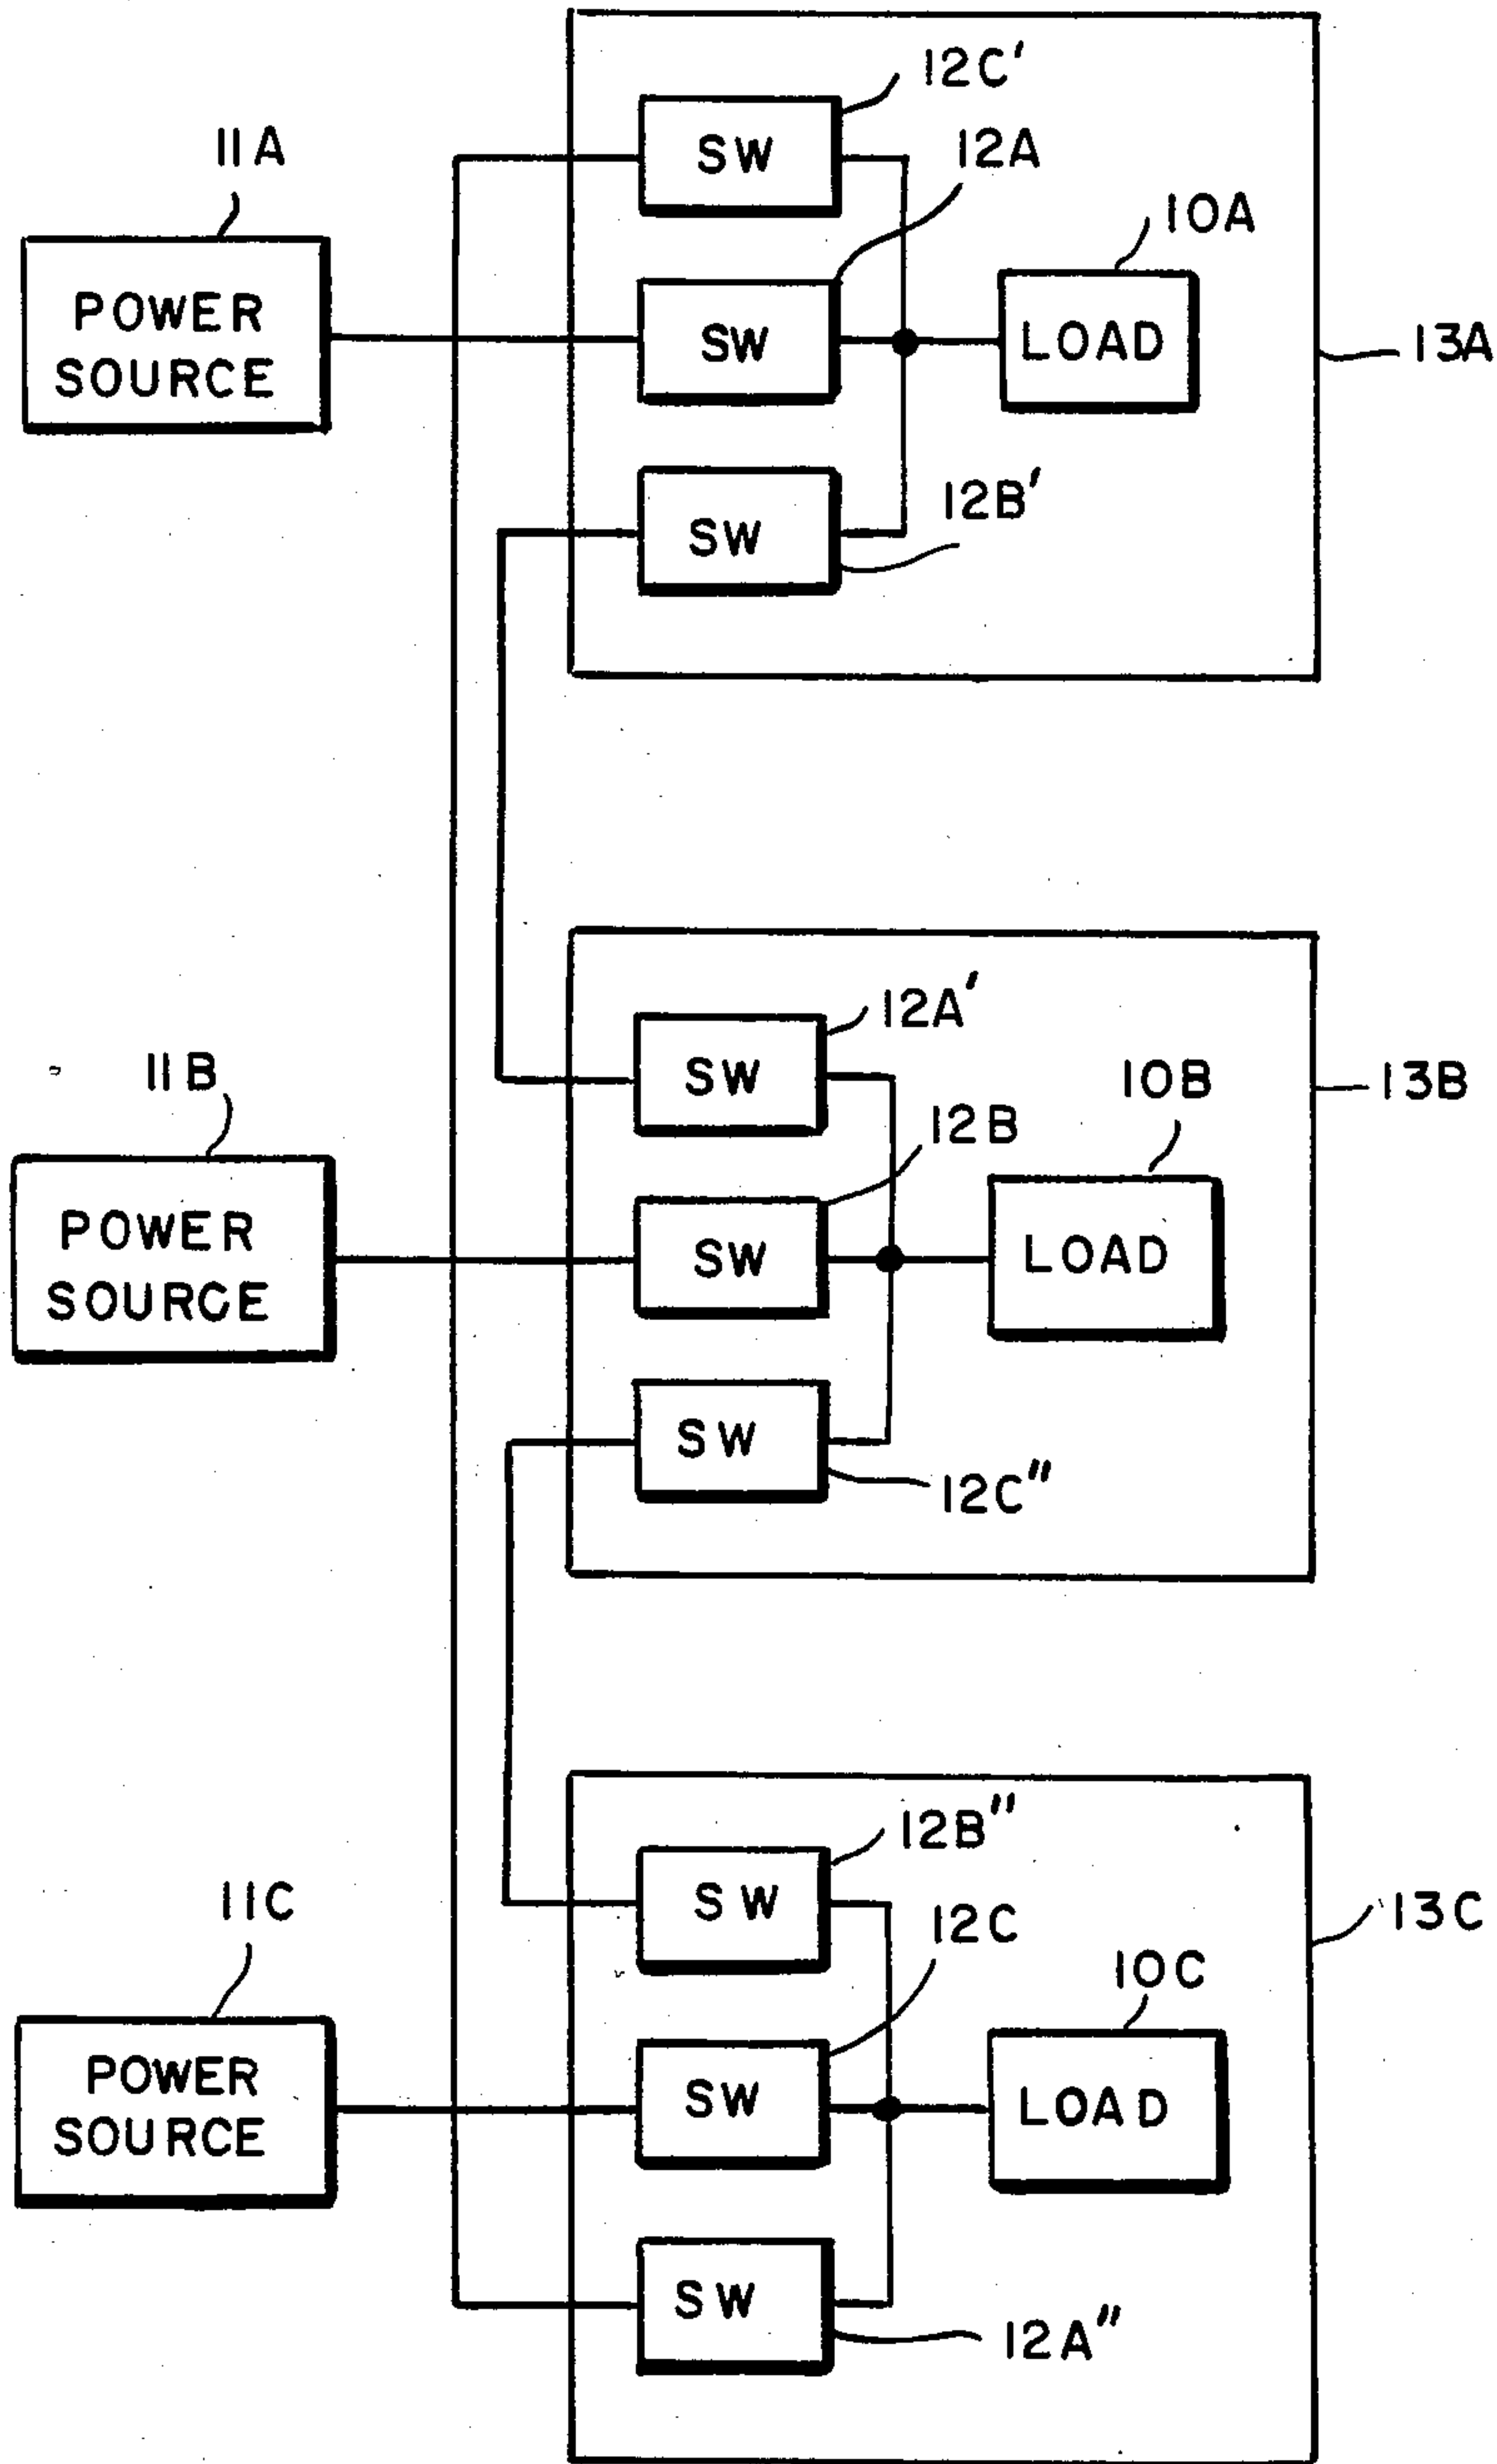 12C'
11A
12A
SW
10A
POWER
SOURCE
SW
LOAD
13A
12B'
SW
12A'
11B
SW
10B
13B
12B
POWER
SOURCE
SW
LOAD
SW
12C"
12B"
11C
SW
12C
13C
10C
POWER
SOURCE
SW
LOAD
SW
12A"